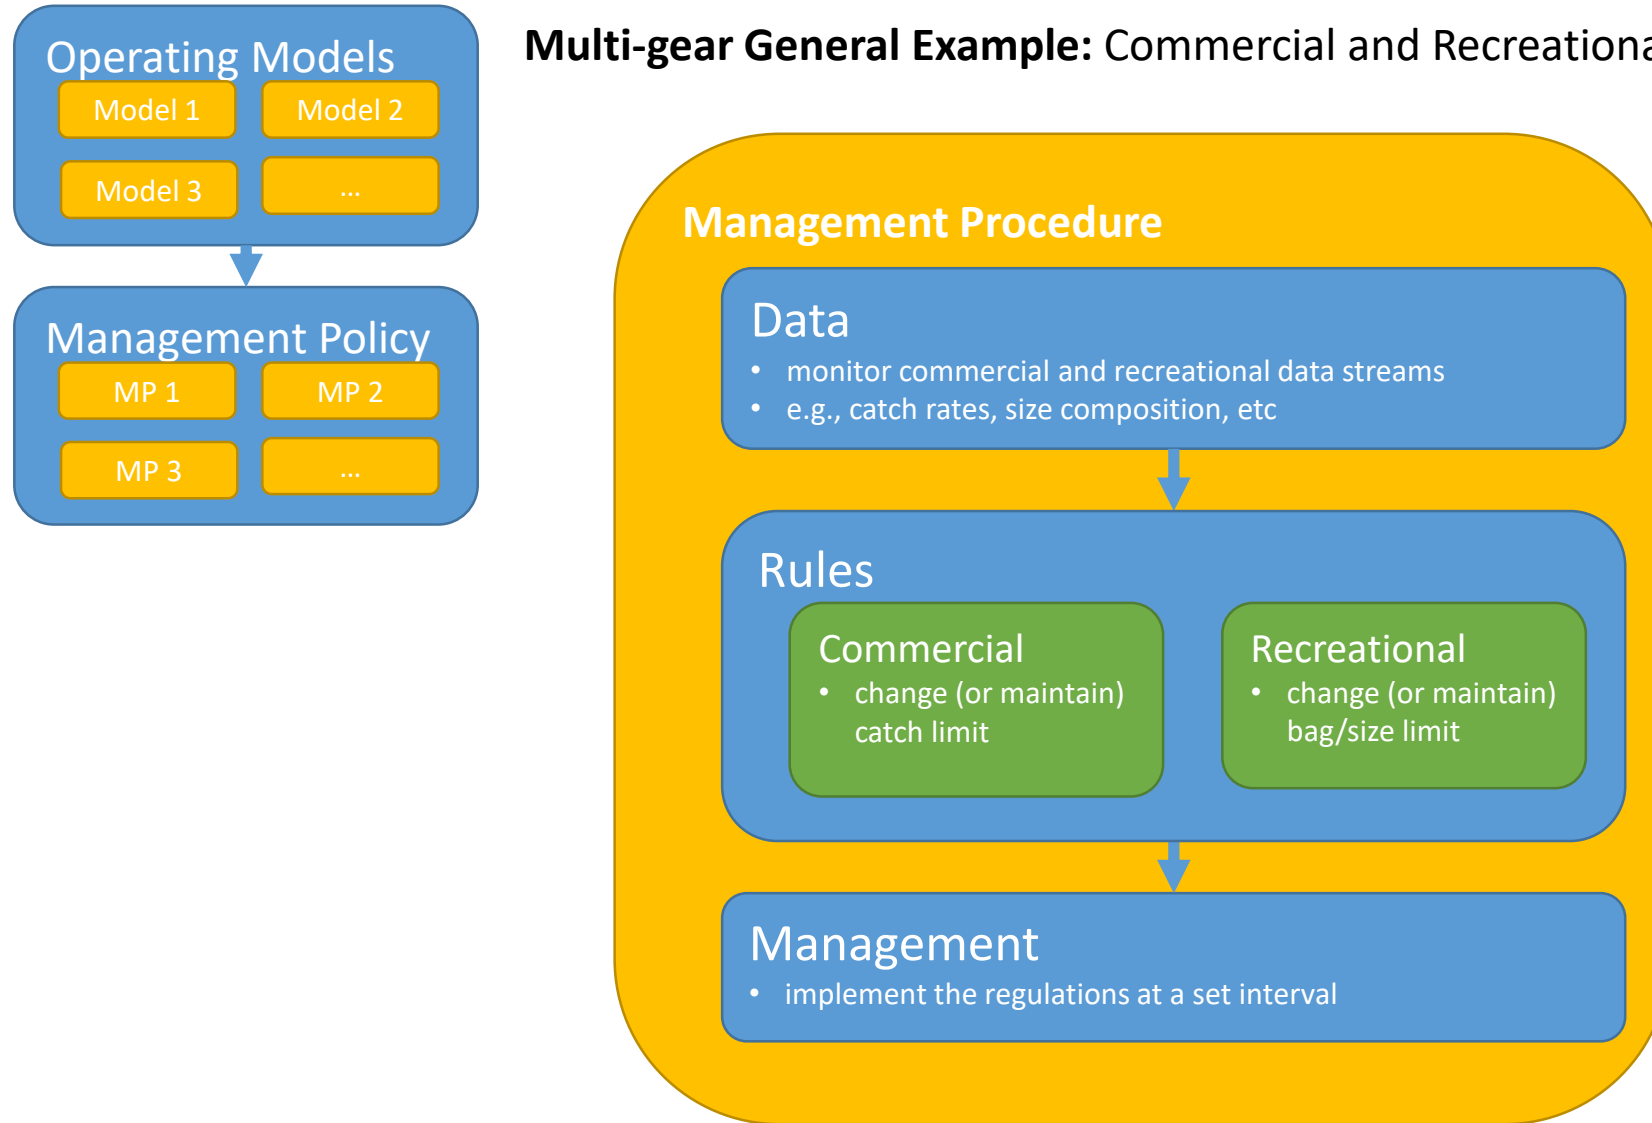 Operating Models
Model 1
Model 2
Model 3
...
Management Policy
MP 1
MP 2
MP 3
...
Multi-gear General Example: Commercial and Recreationa
Management Procedure
Data
• monitor commercial and recreational data streams
• e.g., catch rates, size composition, etc
Rules
Commercial
• change (or maintain)
catch limit
Recreational
• change (or maintain)
bag/size limit
Management
• implement the regulations at a set interval